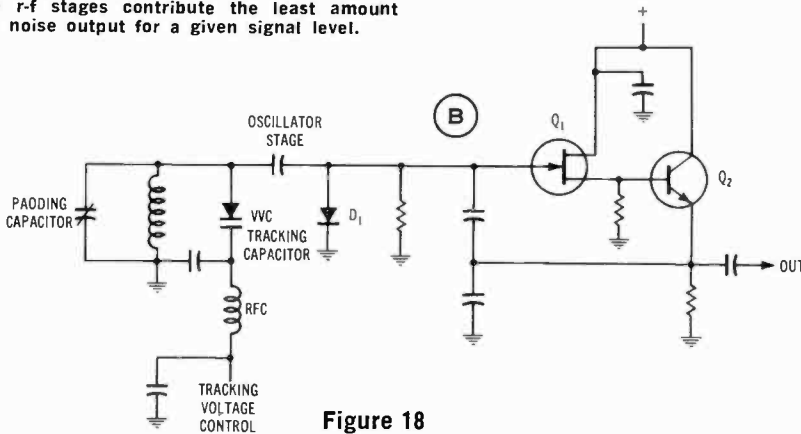 r-f stages contribute the least amount
noise output for a given signal level.
+
B
Q1
OSCILLATOR
STAGE
Q2
PAODING
CAPACITOR
D1
VVC
TRACKING
CAPACITOR
OUT
RFC
TRACKING
VOLTAGE
CONTROL
Figure 18